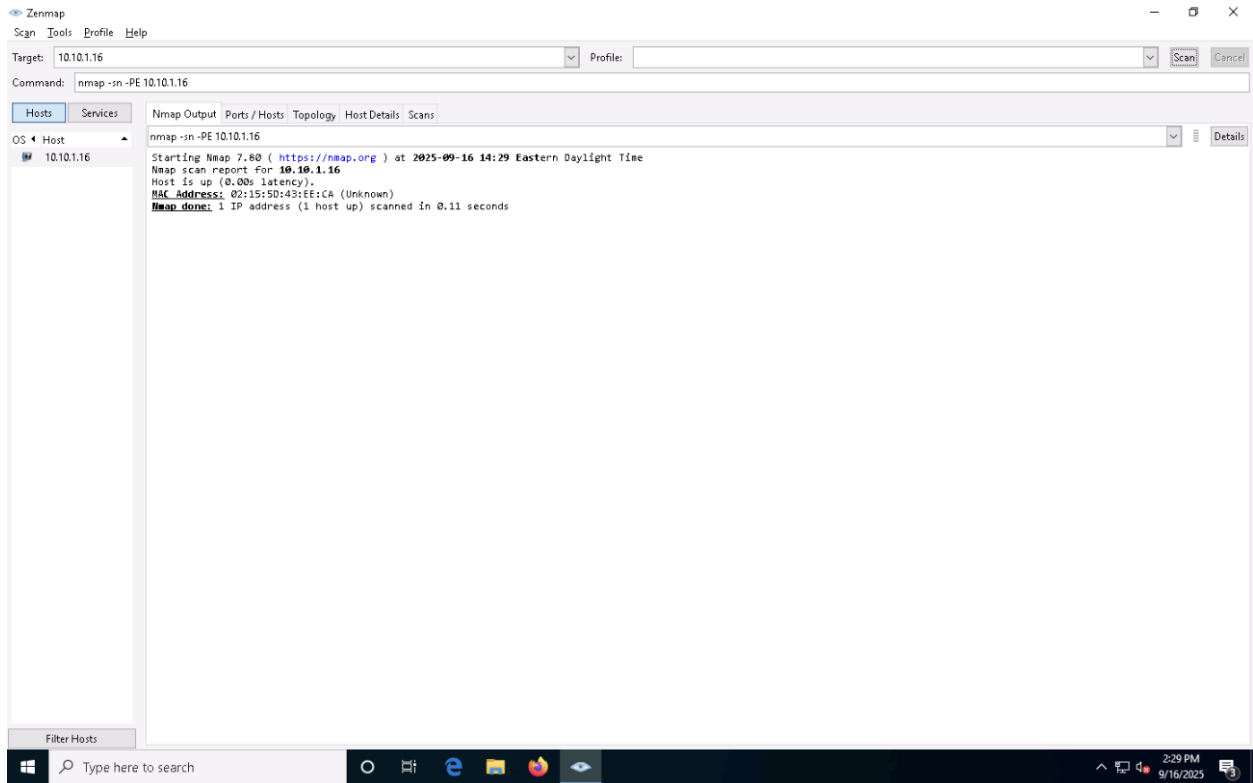 Zenmap
Scan Tools Profile Help
Target: 10.10.1.16 Profile: Scan Cancel
Command: nmap -sn -PE 10.10.1.16
Hosts Services Nmap Output Ports / Hosts Topology Host Details Scans
OS Host nmap -sn -PE 10.10.1.16 Details
10.10.1.16
Starting Nmap 7.80 ( https://nmap.org ) at 2025-09-16 14:29 Eastern Daylight Time
Nmap scan report for 10.10.1.16
Host is up (0.00s latency).
MAC Address: 02:15:5D:43:EE:CA (Unknown)
Nmap done: 1 IP address (1 host up) scanned in 0.11 seconds
Filter Hosts
Type here to search
2:29 PM
9/16/2025
3